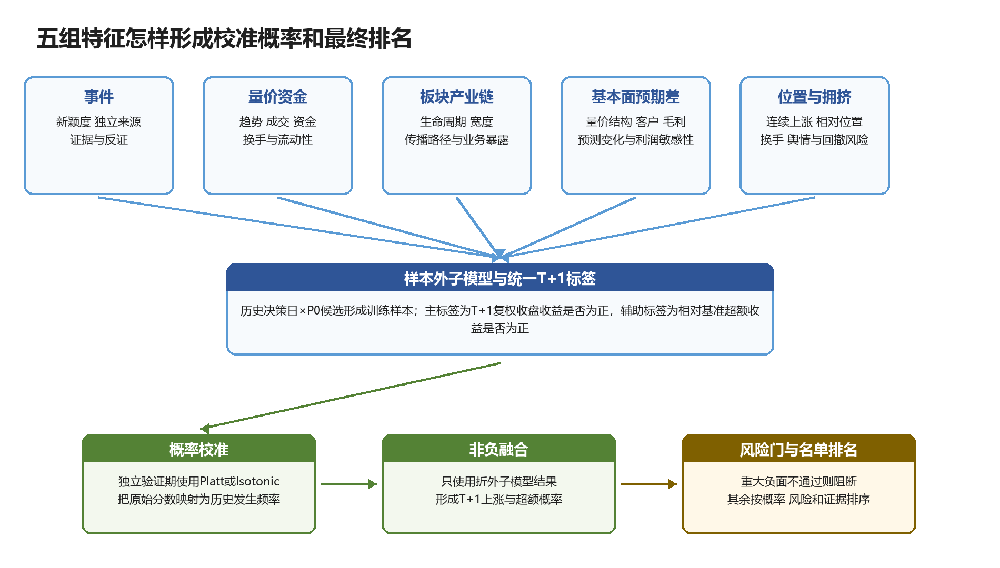 五组特征怎样形成校准概率和最终排名
事件
新颖度 独立来源
证据与反证
量价资金
趋势 成交 资金
换手与流动性
板块产业链
生命周期 宽度
传播路径与业务暴露
基本面预期差
量价结构 客户 毛利
预测变化与利润敏感性
位置与拥挤
连续上涨 相对位置
换手 舆情与回撤风险
样本外子模型与统一T+1标签
历史决策日×P0候选形成训练样本；主标签为T+1复权收盘收益是否为正，辅助标签为相对基准超额收
益是否为正
概率校准
独立验证期使用Platt或Isotonic
把原始分数映射为历史发生频率
非负融合
只使用折外子模型结果
形成T+1上涨与超额概率
风险门与名单排名
重大负面不通过则阻断
其余按概率 风险和证据排序